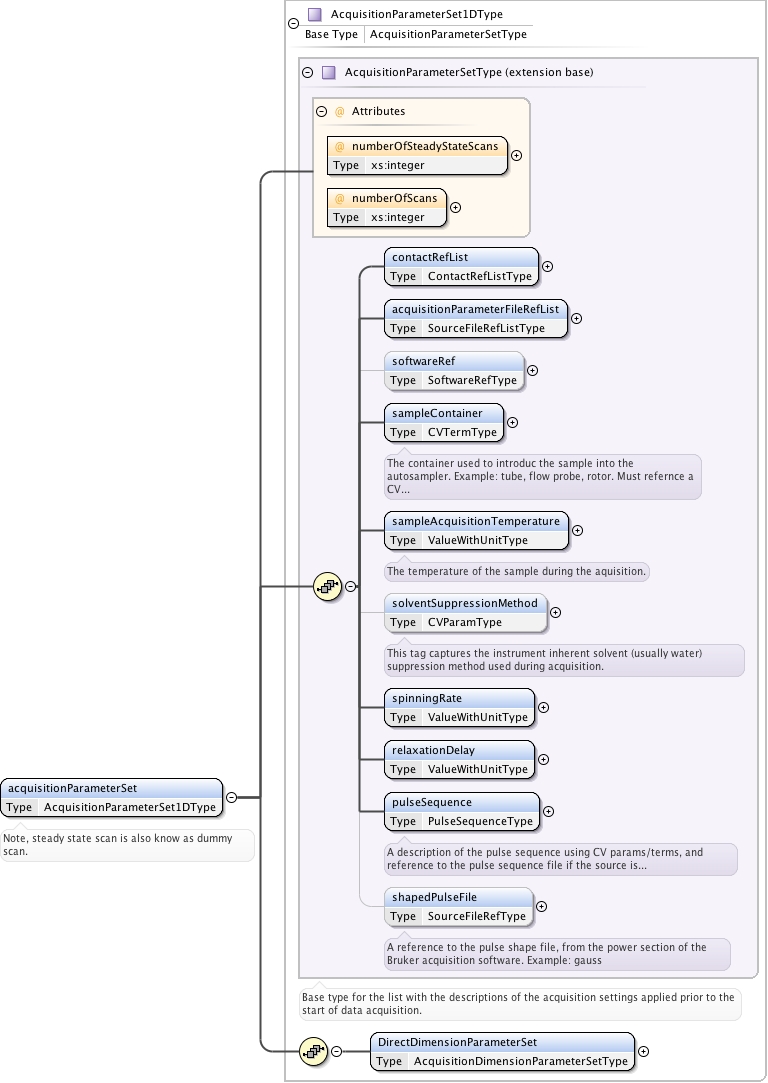 AcquisitionParameterSet1DType
Base Type AcquisitionParameterSetType
AcquisitionParameterSetType (extension base)
@ Attributes
@ numberOfSteadyStateScans
Type xs:integer
@ numberOfScans
Type xs:integer
contactRefList
Type ContactRefListType
acquisitionParameterFileRefList
Type SourceFileRefListType
softwareRef
Type SoftwareRefType
sampleContainer
Type CVTermType
The container used to introduc the sample into the
autosampler. Example: tube, flow probe, rotor. Must refernce a
CV...
sampleAcquisitionTemperature
Type ValueWithUnitType
The temperature of the sample during the aquisition.
solventSuppressionMethod
Type CVParamType
This tag captures the instrument inherent solvent (usually water)
suppression method used during acquisition.
spinningRate
Type ValueWithUnitType
relaxationDelay
Type ValueWithUnitType
acquisitionParameterSet
Type AcquisitionParameterSet1DType
Note, steady state scan is also know as dummy
scan.
pulseSequence
Type PulseSequenceType
A description of the pulse sequence using CV params/terms, and
reference to the pulse sequence file if the source is...
shapedPulseFile
Type SourceFileRefType
A reference to the pulse shape file, from the power section of the
Bruker acquisition software. Example: gauss
Base type for the list with the descriptions of the acquisition settings applied prior to the
start of data acquisition.
DirectDimensionParameterSet
Type AcquisitionDimensionParameterSetType